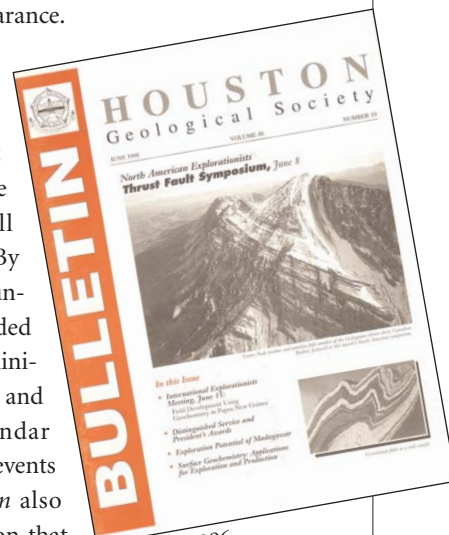 arance.
e
ll
By
un-
ded
ini-
and
ndar
events
n also
on that
BULLETIN
HOUSTON
Geological Society
JUNE 1998
VOLUME 40
NUMBER 10
North American Explorationists
Thrust Fault Symposium, June 8
In this Issue
• International Explorationists
Meeting, June 15:
Field Development Using
Geochemistry in Papua New Guinea
• Distinguished Service and
President's Awards
• Exploration Potential of Madagascar
• Surface Geochemistry: Applications
for Exploration and Production